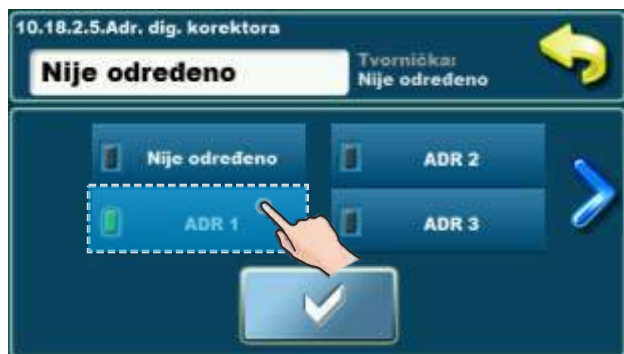 10.18.2.5.Adr. dig. korektora
Nije određeno
Tvornička:
Nije određeno
Nije određeno
ADR 2
ADR 1
ADR 3